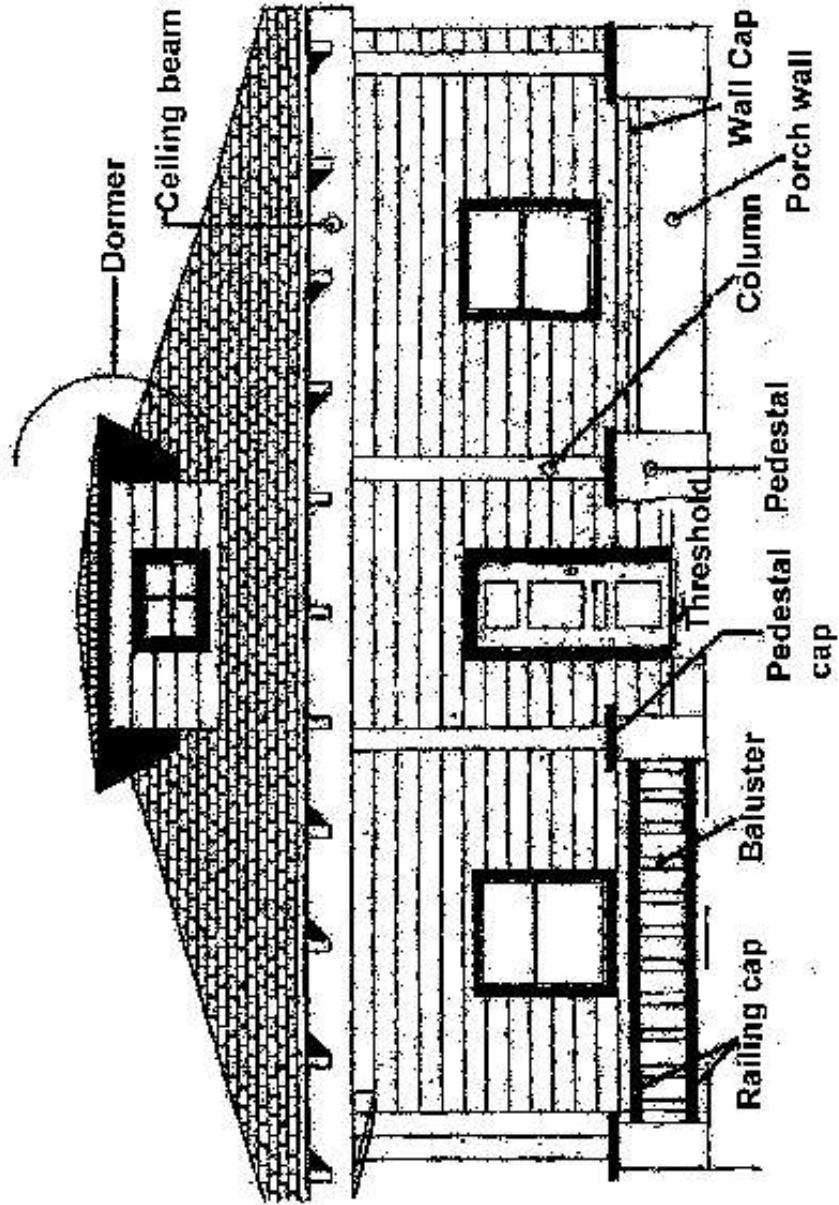 Dormer
Ceiling beam
Railing cap
Baluster
Pedestal
cap
Threshold
Pedestal
Column
Porch wall
Wall Cap